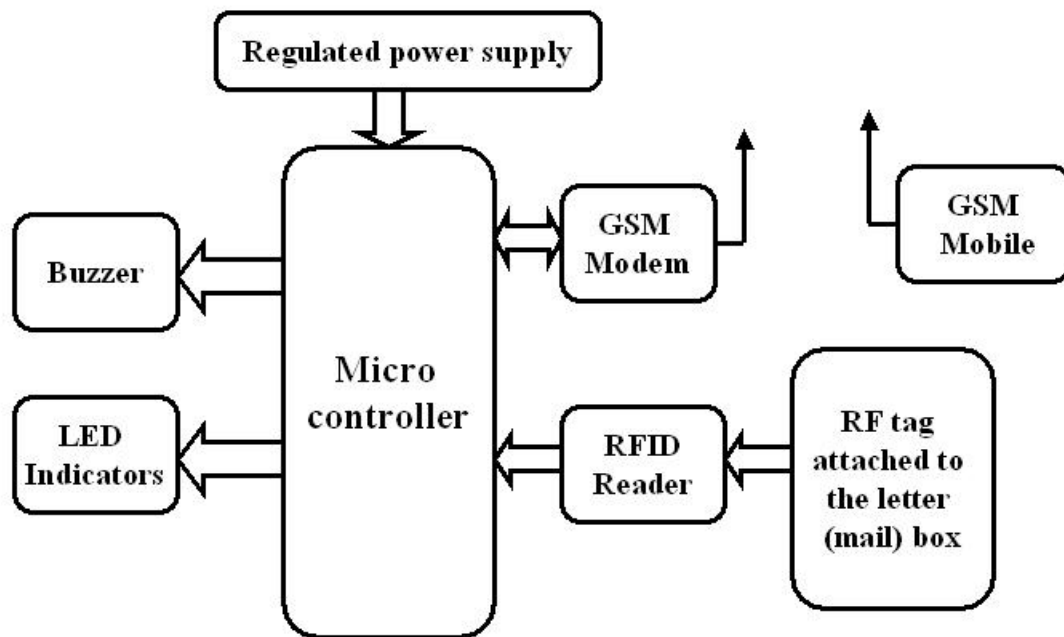 Regulated power supply
GSM
Modem
GSM
Mobile
Buzzer
Micro
controller
LED
Indicators
RFID
Reader
RF tag
attached to
the letter
(mail) box